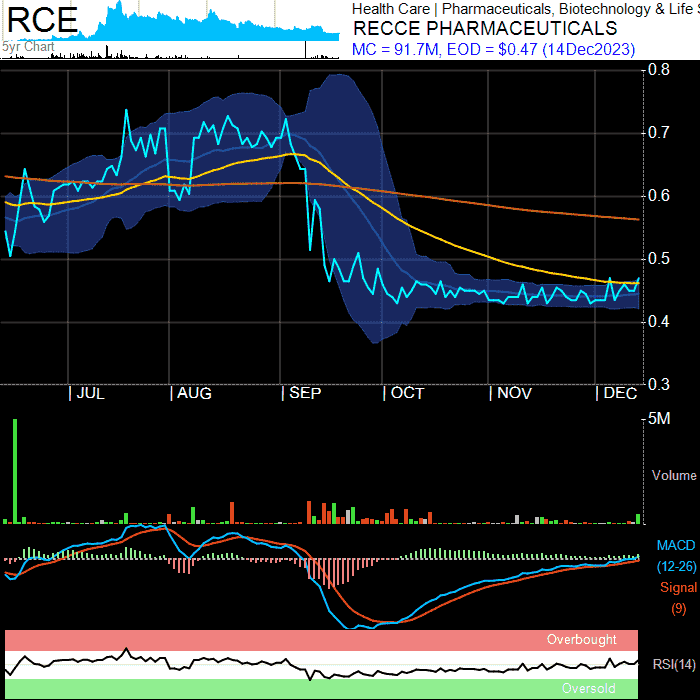 RCE
5yr Chart
Health Care | Pharmaceuticals, Biotechnology & Life S
RECCE PHARMACEUTICALS
MC = 91.7M, EOD = $0.47 (14Dec2023)
0.8
0.7
0.6
0.5
0.4
0.3
| JUL | AUG | SEP | OCT | NOV | DEC
5M
Volume
MACD
(12-26)
Signal
(9)
Overbought
RSI(14)
Oversold